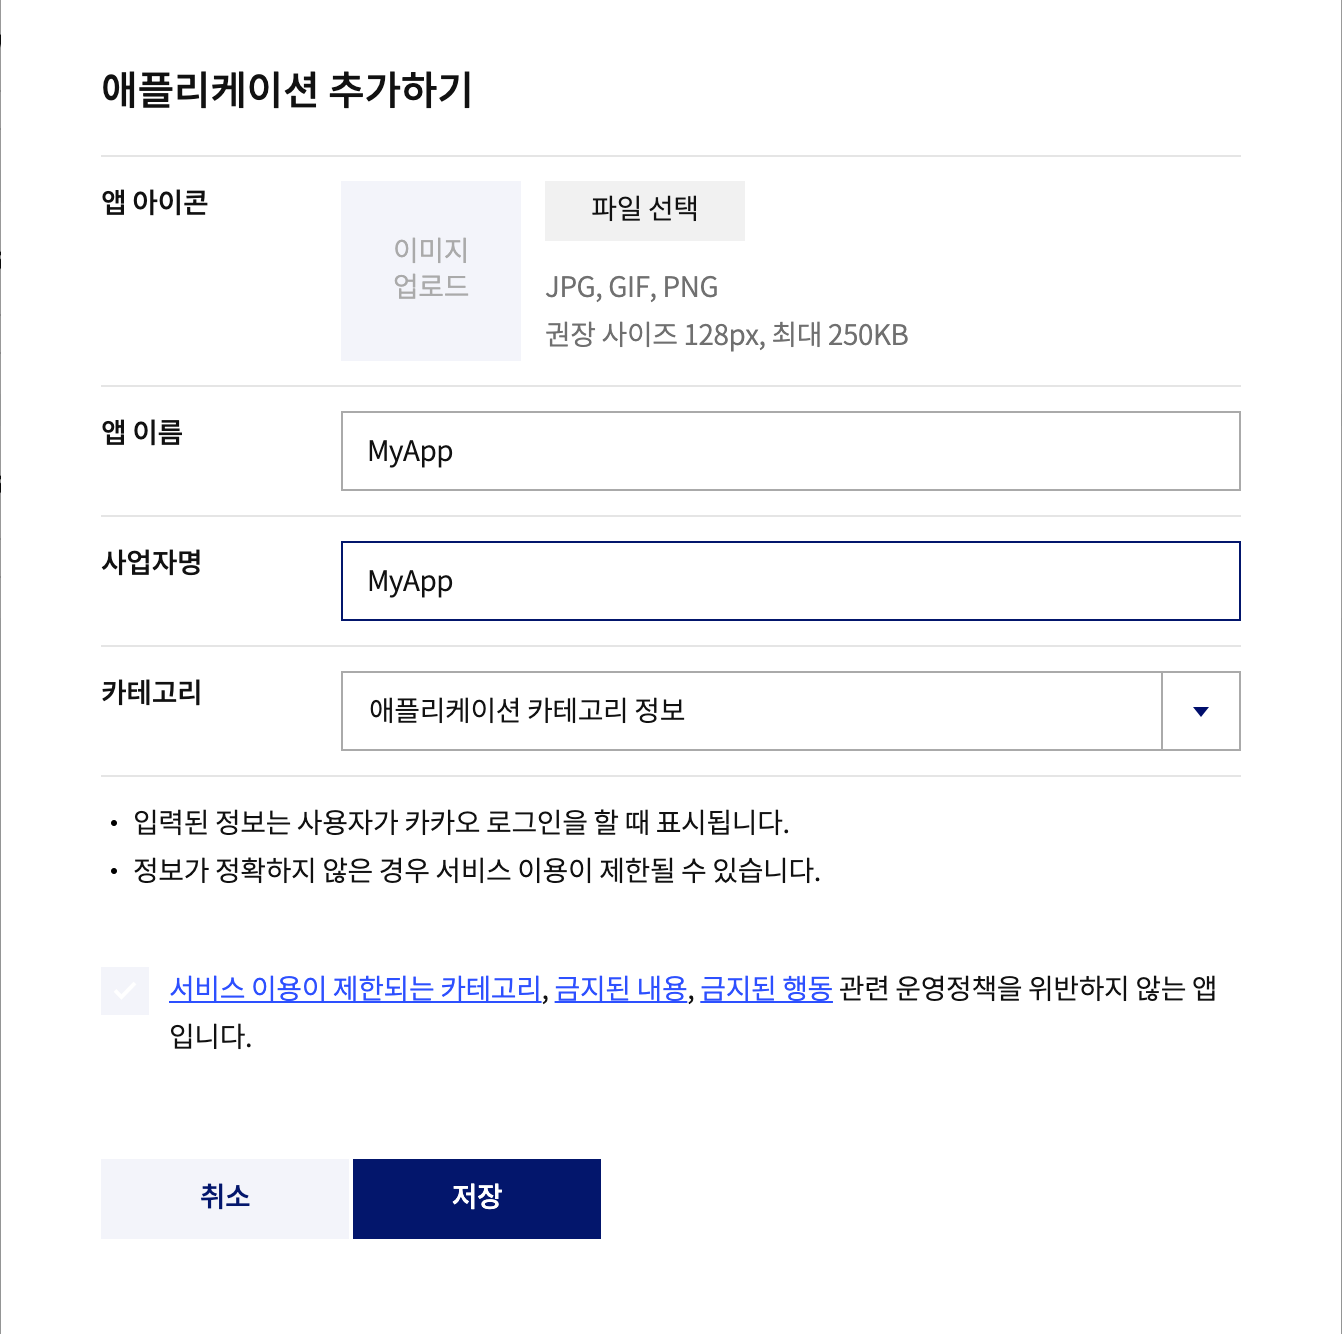 애플리케이션 추가하기
앱 아이콘
이미지
업로드
파일 선택
JPG, GIF, PNG
권장 사이즈 128px, 최대 250KB
앱 이름
MyApp
사업자명
MyApp
카테고리
애플리케이션 카테고리 정보
• 입력된 정보는 사용자가 카카오 로그인을 할 때 표시됩니다.
• 정보가 정확하지 않은 경우 서비스 이용이 제한될 수 있습니다.
서비스 이용이 제한되는 카테고리, 금지된 내용, 금지된 행동 관련 운영정책을 위반하지 않는 앱
입니다.
취소
저장